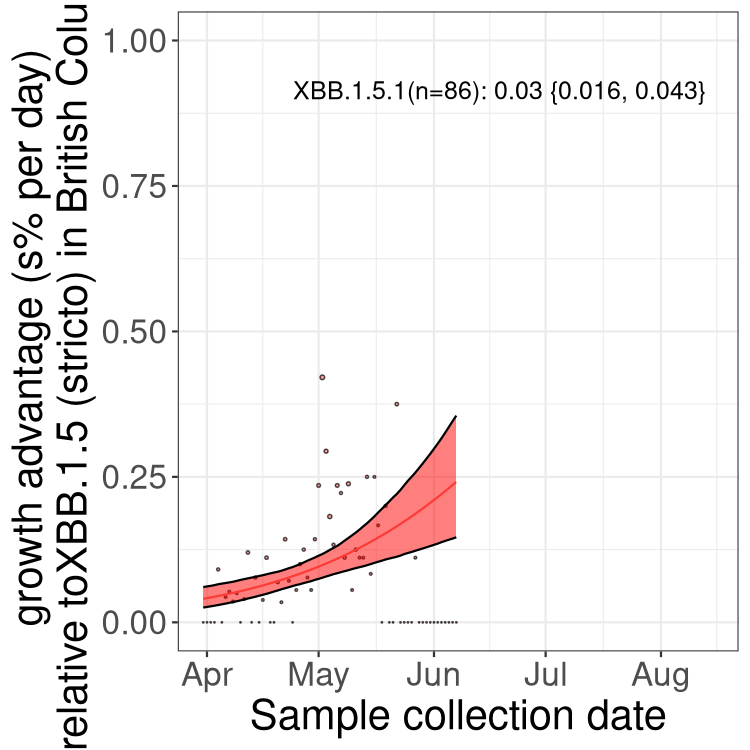 growth advantage (s% per day)
relative toXBB.1.5 (stricto) in British Colu
1.00
0.75
0.50
0.25
0.00
XBB.1.5.1(n=86): 0.03 {0.016, 0.043}
Apr May Jun Jul Aug
Sample collection date